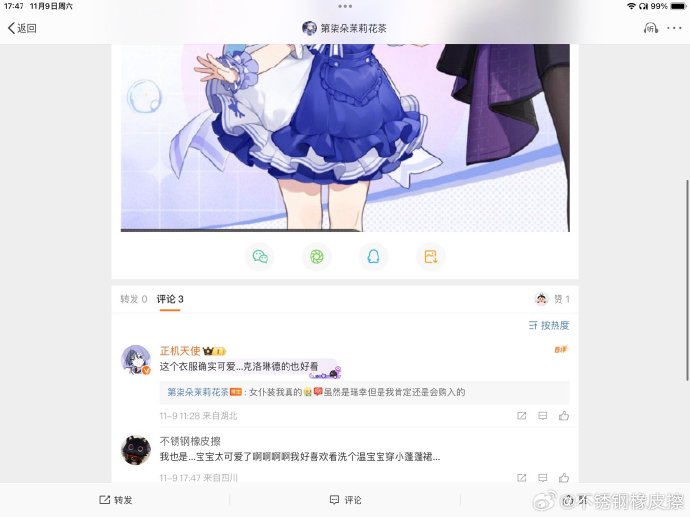 17:47 11月9日周六
99%
返回
第柒朵茉莉花茶
听
转发 0 评论 3
赞 1
按热度
正机天使
首评
这个衣服确实可爱...克洛琳德的也好看
第柒朵茉莉花茶 : 女仆装我真的虽然是瑞幸但是我肯定还是会购入的
11-9 11:28 来自湖北
不锈钢橡皮擦
我也是...宝宝太可爱了啊啊啊啊我好喜欢看洗个温宝宝穿小蓬蓬裙...
11-9 17:47 来自四川
转发
评论
@不锈钢橡皮擦